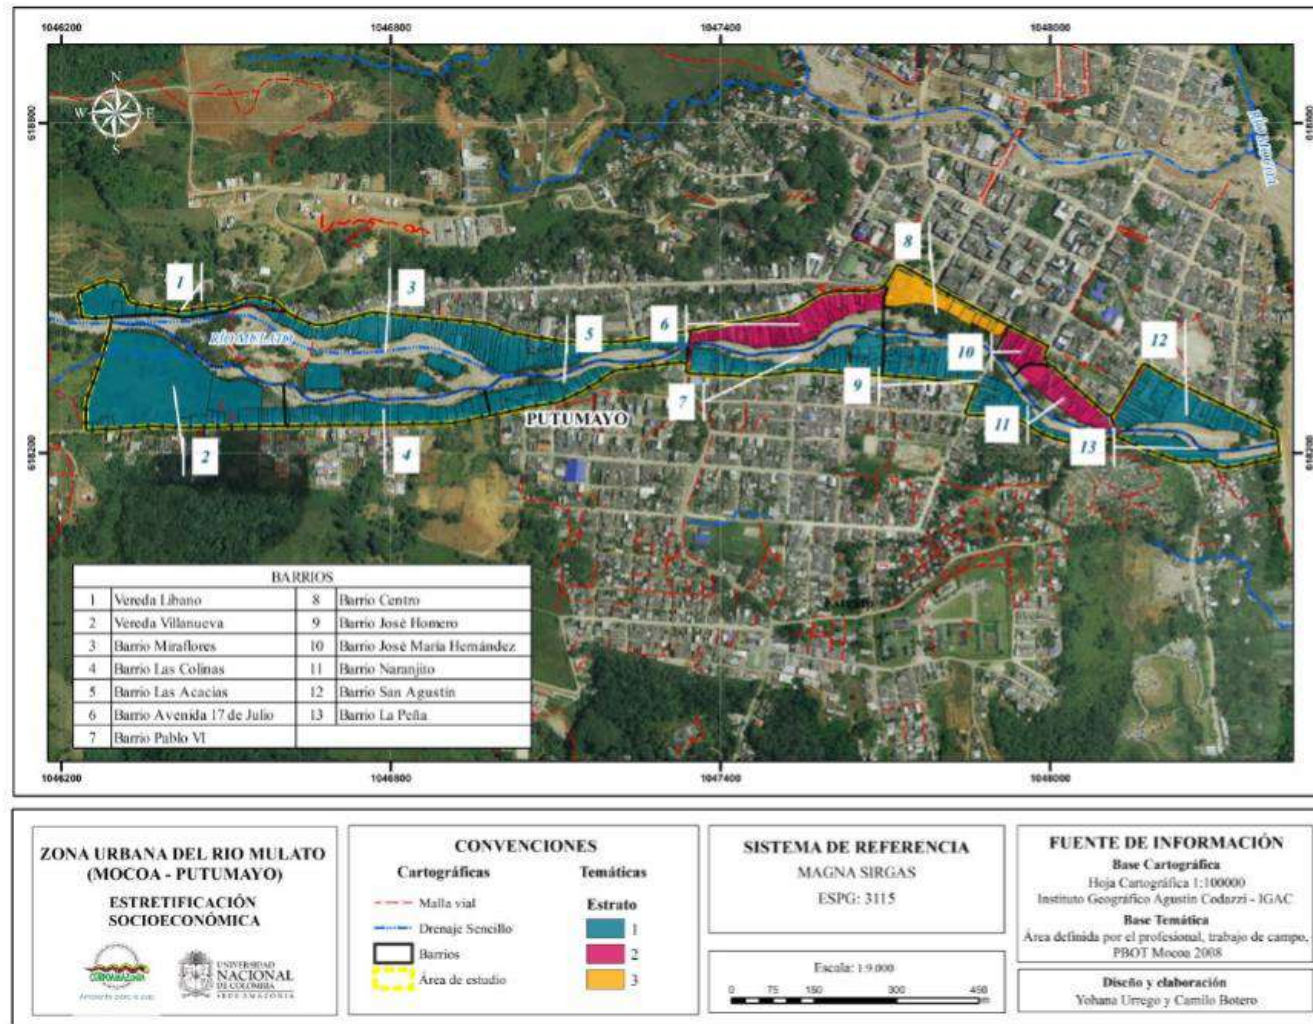 1046200 1046800 1047400 1048000
618800 618800
N
W E
S
RÍO MULATO
PUTUMAYO
1
2
3
4
5
6
7
8
9
10
11
12
13
618200 618200
BARRIOS
1 Vereda Líbano 8 Barrio Centro
2 Vereda Villanueva 9 Barrio José Homero
3 Barrio Miraflores 10 Barrio José María Hernández
4 Barrio Las Colinas 11 Barrio Naranjito
5 Barrio Las Acacias 12 Barrio San Agustín
6 Barrio Avenida 17 de Julio 13 Barrio La Peña
7 Barrio Pablo VI
1046200 1046800 1047400 1048000
ZONA URBANA DEL RIO MULATO
(MOCOA - PUTUMAYO)
ESTRETIFICACIÓN
SOCIOECONÓMICA
CORPOAMAZONIA
UNIVERSIDAD
NACIONAL
DE COLOMBIA
CONVENCIONES
Cartográficas
Malla vial
Drenaje Sencillo
Barrios
Área de estudio
Temáticas
Estrato
1
2
3
SISTEMA DE REFERENCIA
MAGNA SIRGAS
ESPG: 3115
Escala: 1:9.000
0 75 150 300 450
m
FUENTE DE INFORMACIÓN
Base Cartográfica
Hoja Cartográfica 1:100000
Instituto Geográfico Agustín Codazzi - IGAC
Base Temática
Área definida por el profesional, trabajo de campo,
PBOT Mocoa 2008
Diseño y elaboración
Yohana Urrego y Camilo Botero